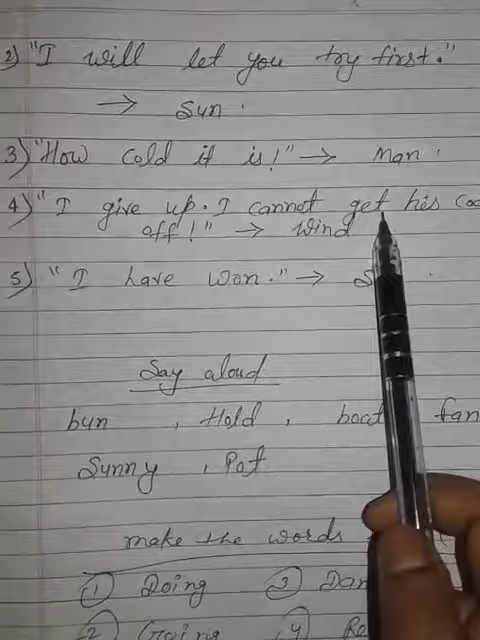 2) "I will let you try first."
→ Sun.
3) "How cold it is!" → Man.
4) "I give up. I cannot get his
off!" → Wind
5) "I have won." →
Say aloud
bun, Hold, boat fan
Sunny, Pat
make the words
① Doing ③
② Going ④